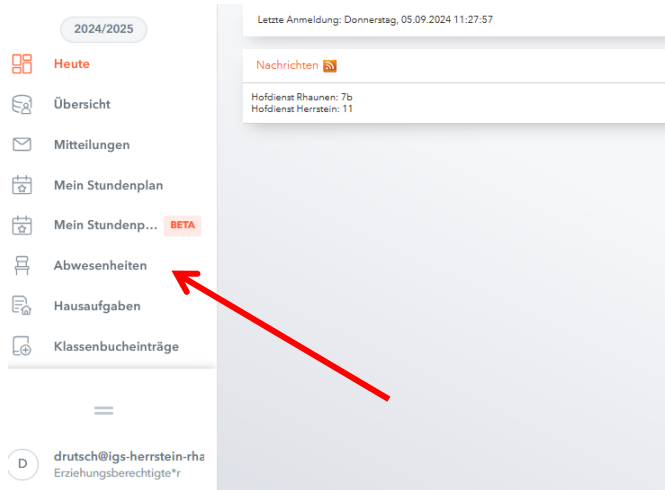 2024/2025
Heute
Übersicht
Mitteilungen
Mein Stundenplan
Mein Stundenp... BETA
Abwesenheiten
Hausaufgaben
Klassenbucheinträge
D
drutsch@igs-herrstein-rha
Erziehungsberechtigte*r
Letzte Anmeldung: Donnerstag, 05.09.2024 11:27:57
Nachrichten
Hofdienst Rhaunen: 7b
Hofdienst Herrstein: 11